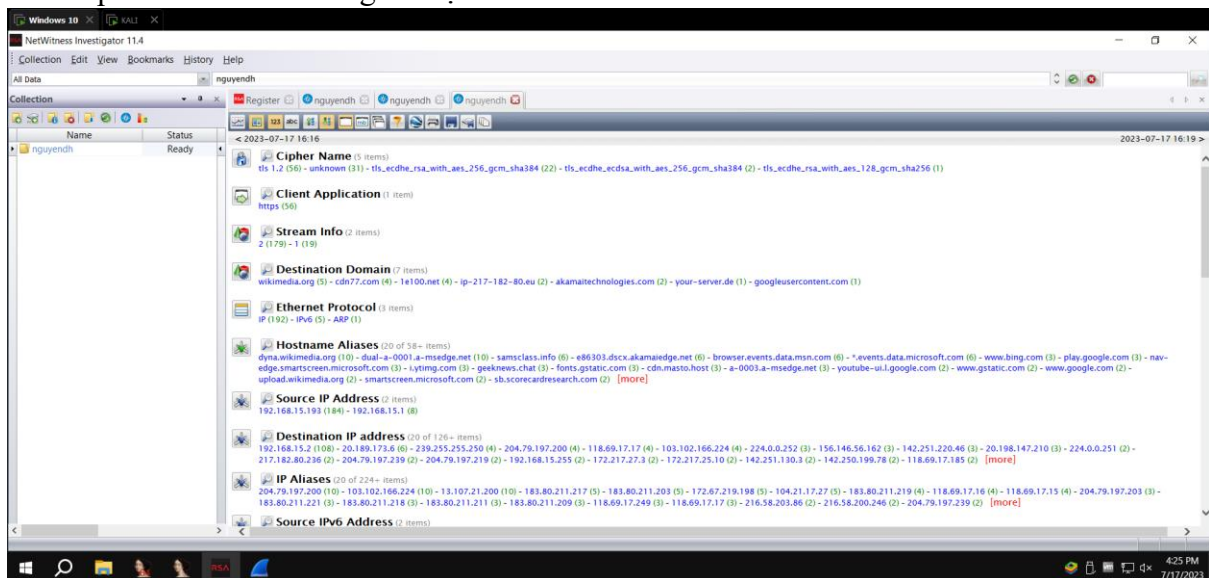 Windows 10 KALI
NetWitness Investigator 11.4
Collection Edit View Bookmarks History Help
All Data nguyendh
Collection Register nguyendh nguyendh nguyendh
Name Status
nguyendh Ready
< 2023-07-17 16:16 2023-07-17 16:19 >
Cipher Name (5 items)
tls 1.2 (56) - unknown (31) - tls_ecdhe_rsa_with_aes_256_gcm_sha384 (22) - tls_ecdhe_ecdsa_with_aes_256_gcm_sha384 (2) - tls_ecdhe_rsa_with_aes_128_gcm_sha256 (1)
Client Application (1 item)
https (56)
Stream Info (2 items)
2 (179) - 1 (19)
Destination Domain (7 items)
wikimedia.org (5) - cdn77.com (4) - 1e100.net (4) - ip-217-182-80.eu (2) - akamaitechnologies.com (2) - your-server.de (1) - googleusercontent.com (1)
Ethernet Protocol (3 items)
IP (192) - IPv6 (5) - ARP (1)
Hostname Aliases (20 of 58+ items)
dyna.wikimedia.org (10) - dual-a-0001.a-msedge.net (10) - samsclass.info (6) - e86303.dscx.akamaiedge.net (6) - browser.events.data.msn.com (6) - *.events.data.microsoft.com (6) - www.bing.com (3) - play.google.com (3) - nav-
edge.smartscreen.microsoft.com (3) - i.ytimg.com (3) - geeknews.chat (3) - fonts.gstatic.com (3) - cdn.masto.host (3) - a-0003.a-msedge.net (3) - youtube-ui.l.google.com (2) - www.gstatic.com (2) - www.google.com (2) -
upload.wikimedia.org (2) - smartscreen.microsoft.com (2) - sb.scorecardresearch.com (2) [more]
Source IP Address (2 items)
192.168.15.193 (184) - 192.168.15.1 (8)
Destination IP address (20 of 126+ items)
192.168.15.2 (108) - 20.189.173.6 (6) - 239.255.255.250 (4) - 204.79.197.200 (4) - 118.69.17.17 (4) - 103.102.166.224 (4) - 224.0.0.252 (3) - 156.146.56.162 (3) - 142.251.220.46 (3) - 20.198.147.210 (3) - 224.0.0.251 (2) -
217.182.80.236 (2) - 204.79.197.239 (2) - 204.79.197.219 (2) - 192.168.15.255 (2) - 172.217.27.3 (2) - 172.217.25.10 (2) - 142.251.130.3 (2) - 142.250.199.78 (2) - 118.69.17.185 (2) [more]
IP Aliases (20 of 224+ items)
204.79.197.200 (10) - 103.102.166.224 (10) - 13.107.21.200 (10) - 183.80.211.217 (5) - 183.80.211.203 (5) - 172.67.219.198 (5) - 104.21.17.27 (5) - 183.80.211.219 (4) - 118.69.17.16 (4) - 118.69.17.15 (4) - 204.79.197.203 (3) -
183.80.211.221 (3) - 183.80.211.218 (3) - 183.80.211.211 (3) - 183.80.211.209 (3) - 118.69.17.249 (3) - 118.69.17.17 (3) - 216.58.203.86 (2) - 216.58.200.246 (2) - 204.79.197.239 (2) [more]
Source IPv6 Address (2 items)
RSA
4:25 PM
7/17/2023